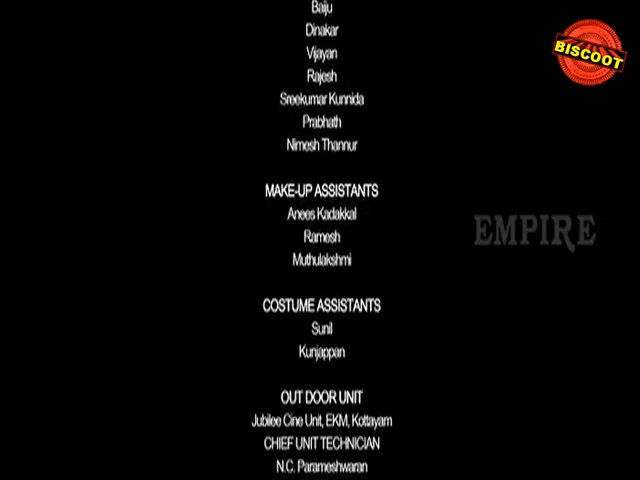 Baiju
Dinakar
Vijayan
Rajesh
Sreekumar Kunnida
Prabhath
Nimesh Thannur
MAKE-UP ASSISTANTS
Anees Kadakkal
Ramesh
Muthulakshmi
COSTUME ASSISTANTS
Sunil
Kunjappan
OUT DOOR UNIT
Jubilee Cine Unit, EKM, Kottayam
CHIEF UNIT TECHNICIAN
N.C. Parameshwaran
BISCOOT
EMPIRE